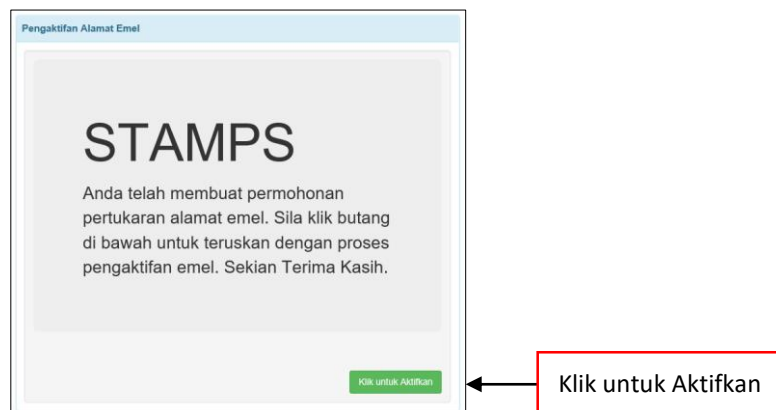 Pengaktifan Alamat Emel
STAMPS
Anda telah membuat permohonan
pertukaran alamat emel. Sila klik butang
di bawah untuk teruskan dengan proses
pengaktifan emel. Sekian Terima Kasih.
Klik untuk Aktifkan
Klik untuk Aktifkan